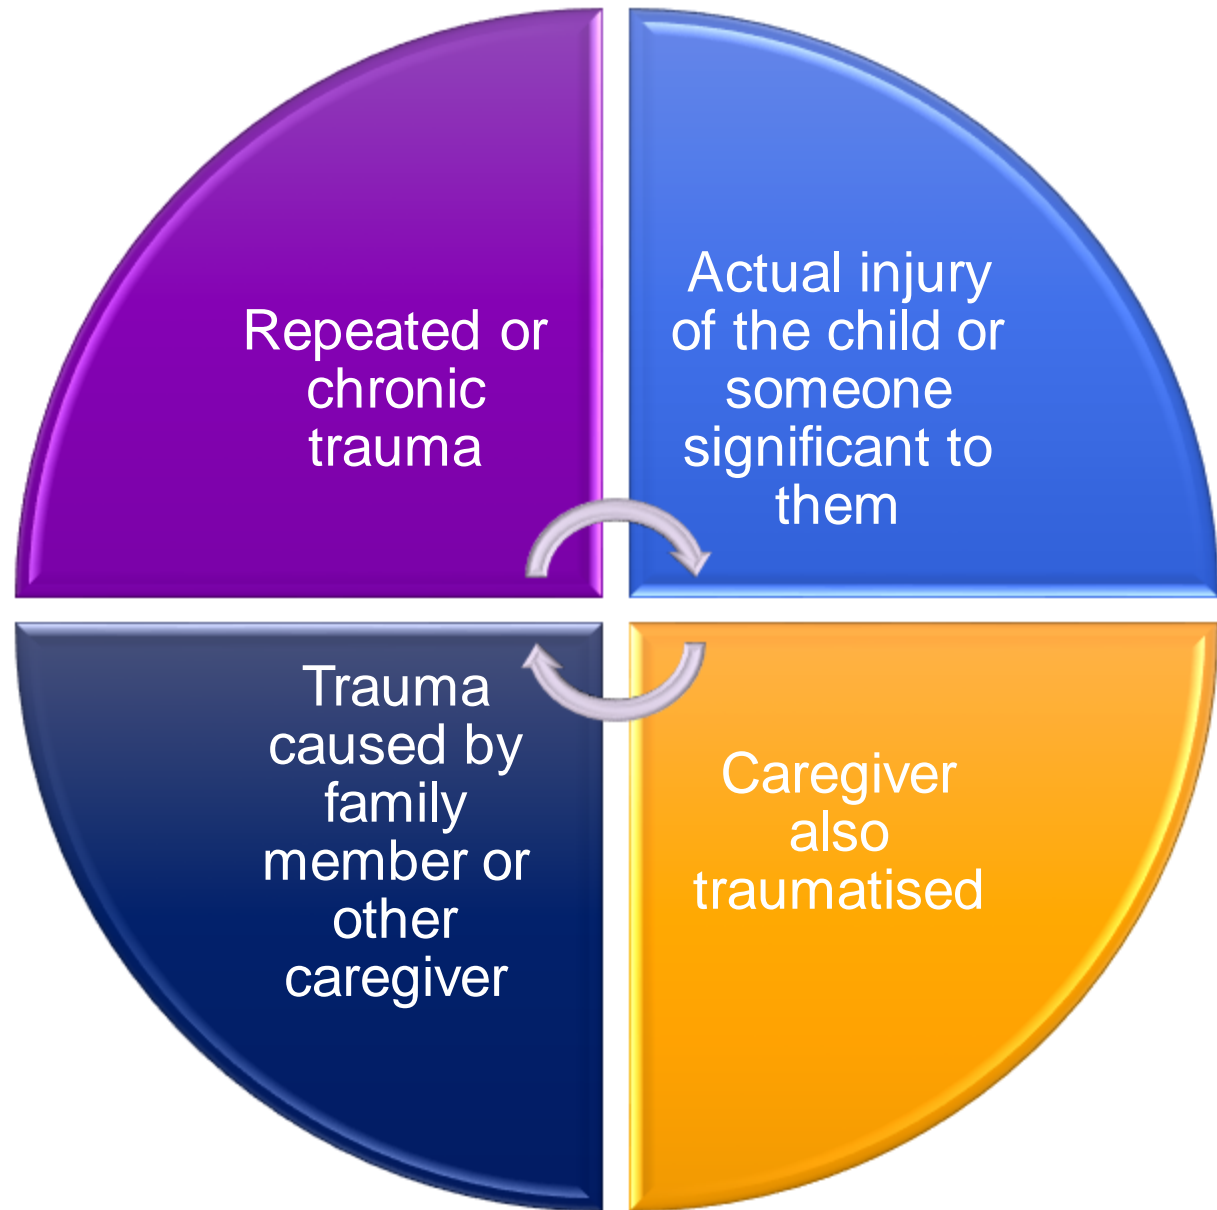 Repeated or
chronic
trauma
Actual injury
of the child or
someone
significant to
them
Trauma
caused by
family
member or
other
caregiver
Caregiver
also
traumatised